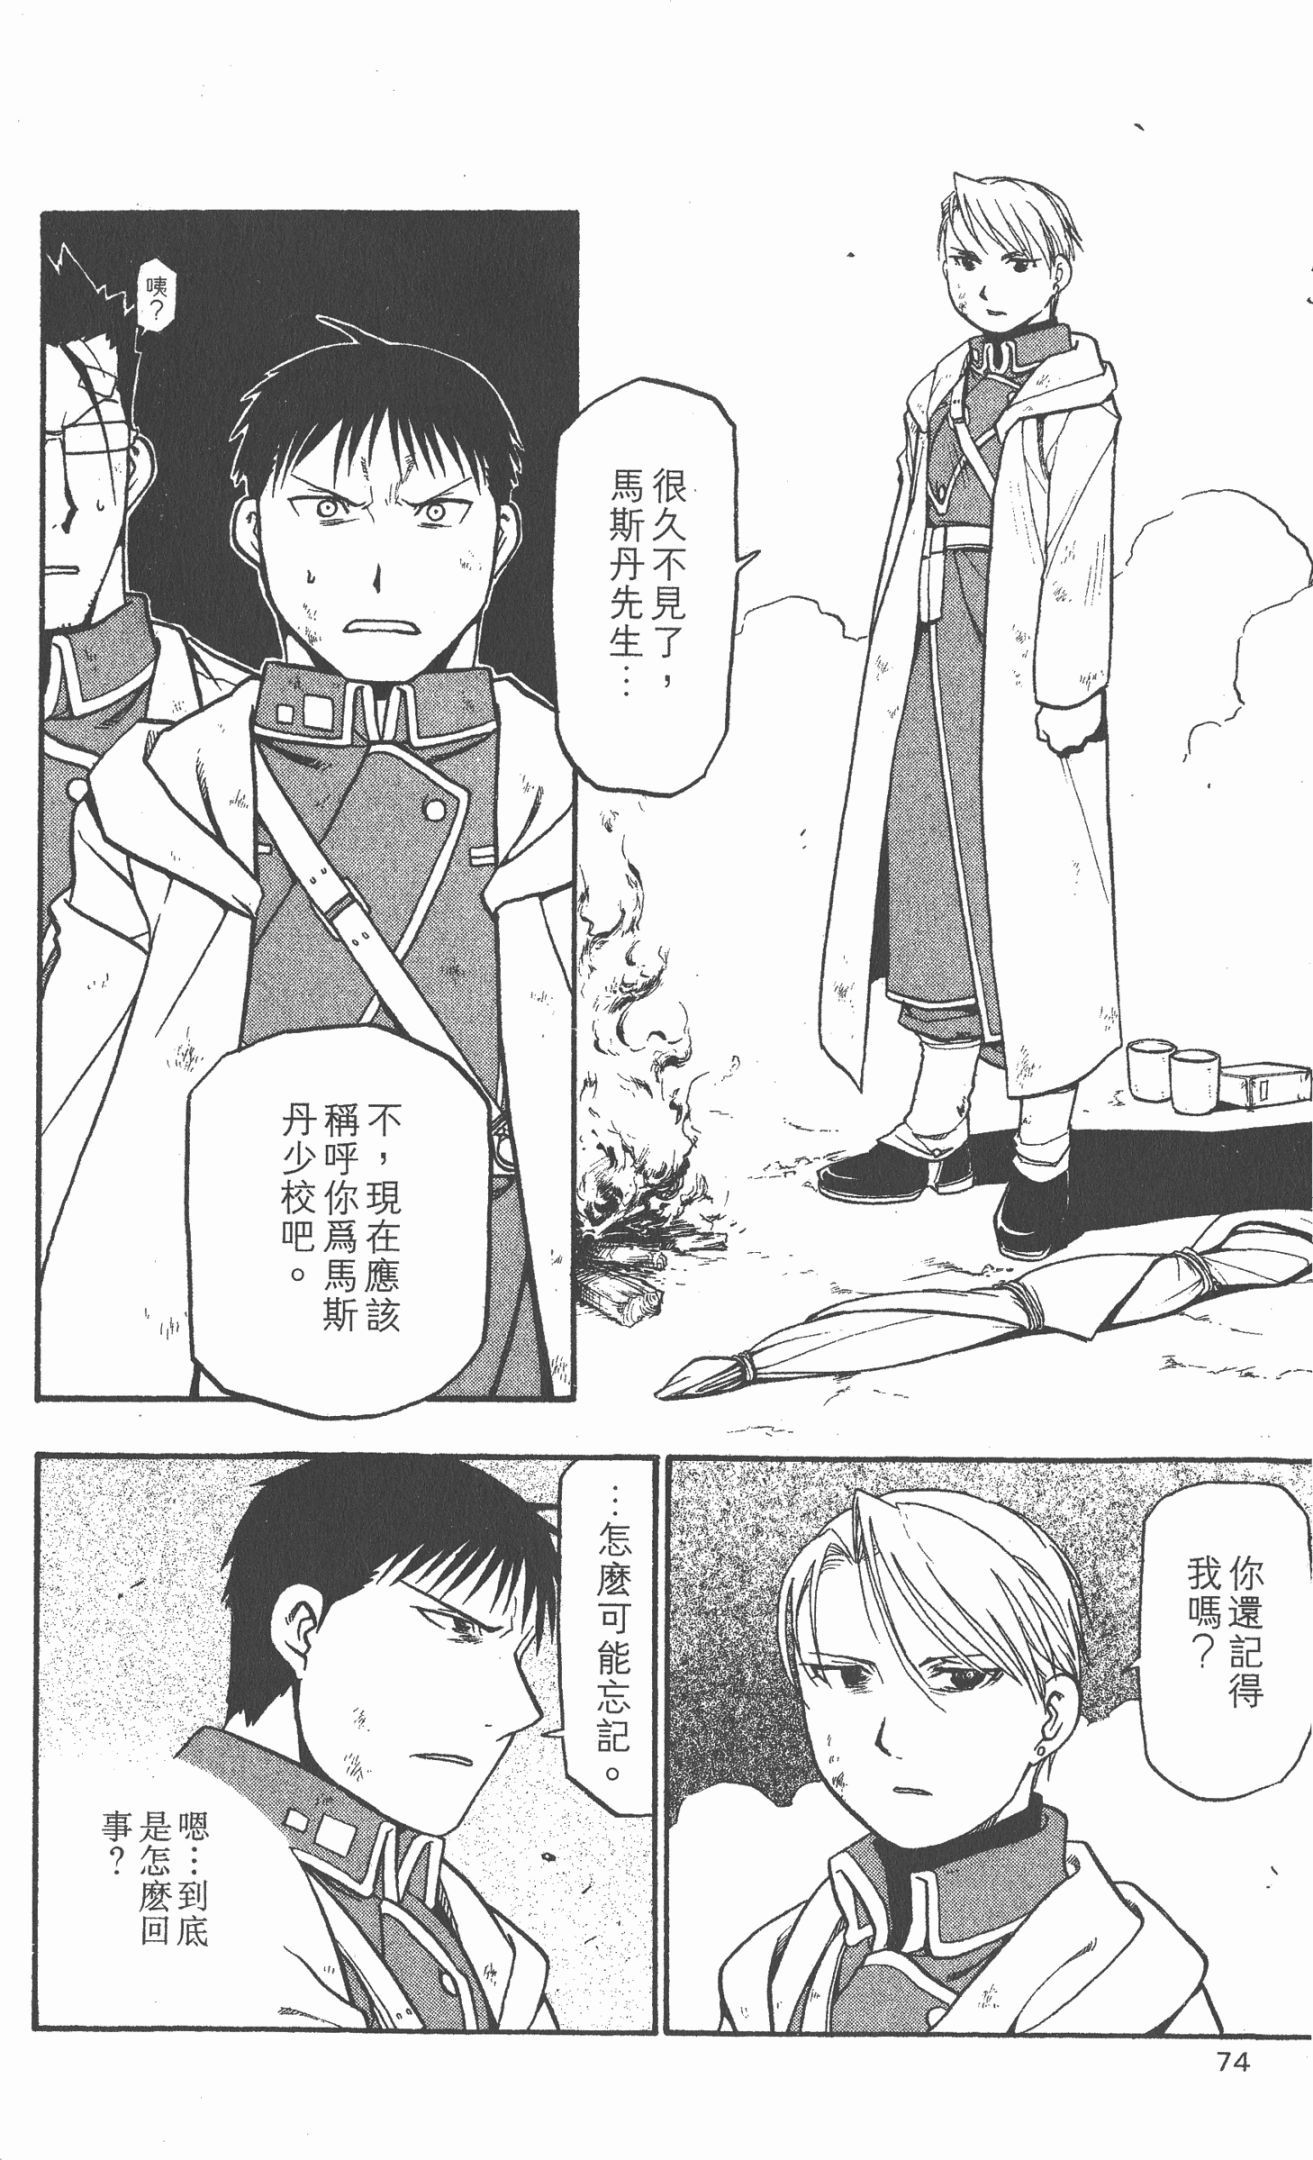 很久不見了，
馬斯丹先生…
咦？
不，現在應該
稱呼你爲馬斯
丹少校吧。
你還記得
我嗎？
…怎麼可能忘記。
嗯…到底
是怎麼回
事？
74